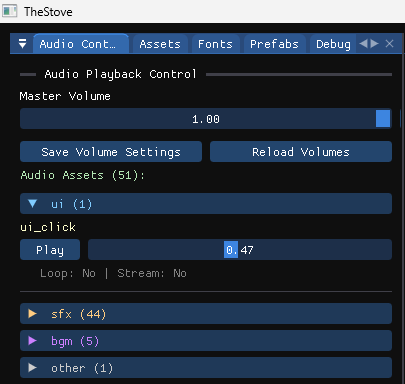 TheStove
Audio Cont… Assets Fonts Prefabs Debug
Audio Playback Control
Master Volume
1.00
Save Volume Settings Reload Volumes
Audio Assets (51):
ui (1)
ui_click
Play 0.47
Loop: No | Stream: No
sfx (44)
bgm (5)
other (1)